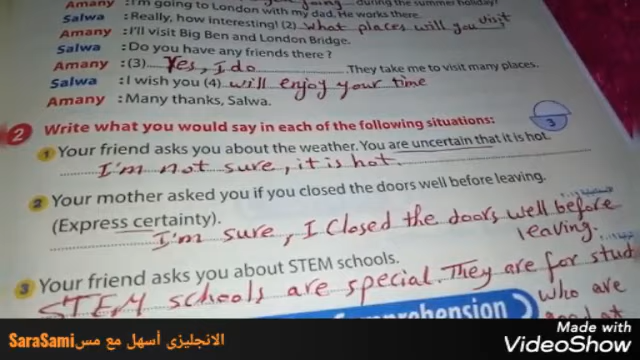 Amany : I'm going to London with my dad. He works there.
Salwa : Really, how interesting! (2) what places will you visit
Amany : I'll visit Big Ben and London Bridge.
Salwa : Do you have any friends there ?
Amany : (3) Yes, I do They take me to visit many places.
Salwa : I wish you (4) will enjoy your time
Amany : Many thanks, Salwa.
2 Write what you would say in each of the following situations:
3
1 Your friend asks you about the weather. You are uncertain that it is hot.
I'm not sure, it is hot.
2 Your mother asked you if you closed the doors well before leaving.
(Express certainty).
I'm sure, I closed the doors well before
leaving.
3 Your friend asks you about STEM schools.
STEM schools are special. They are for stud
who are
good at
mprehension
الانجليزى أسهل مع مس SaraSami
Made with
VideoShow